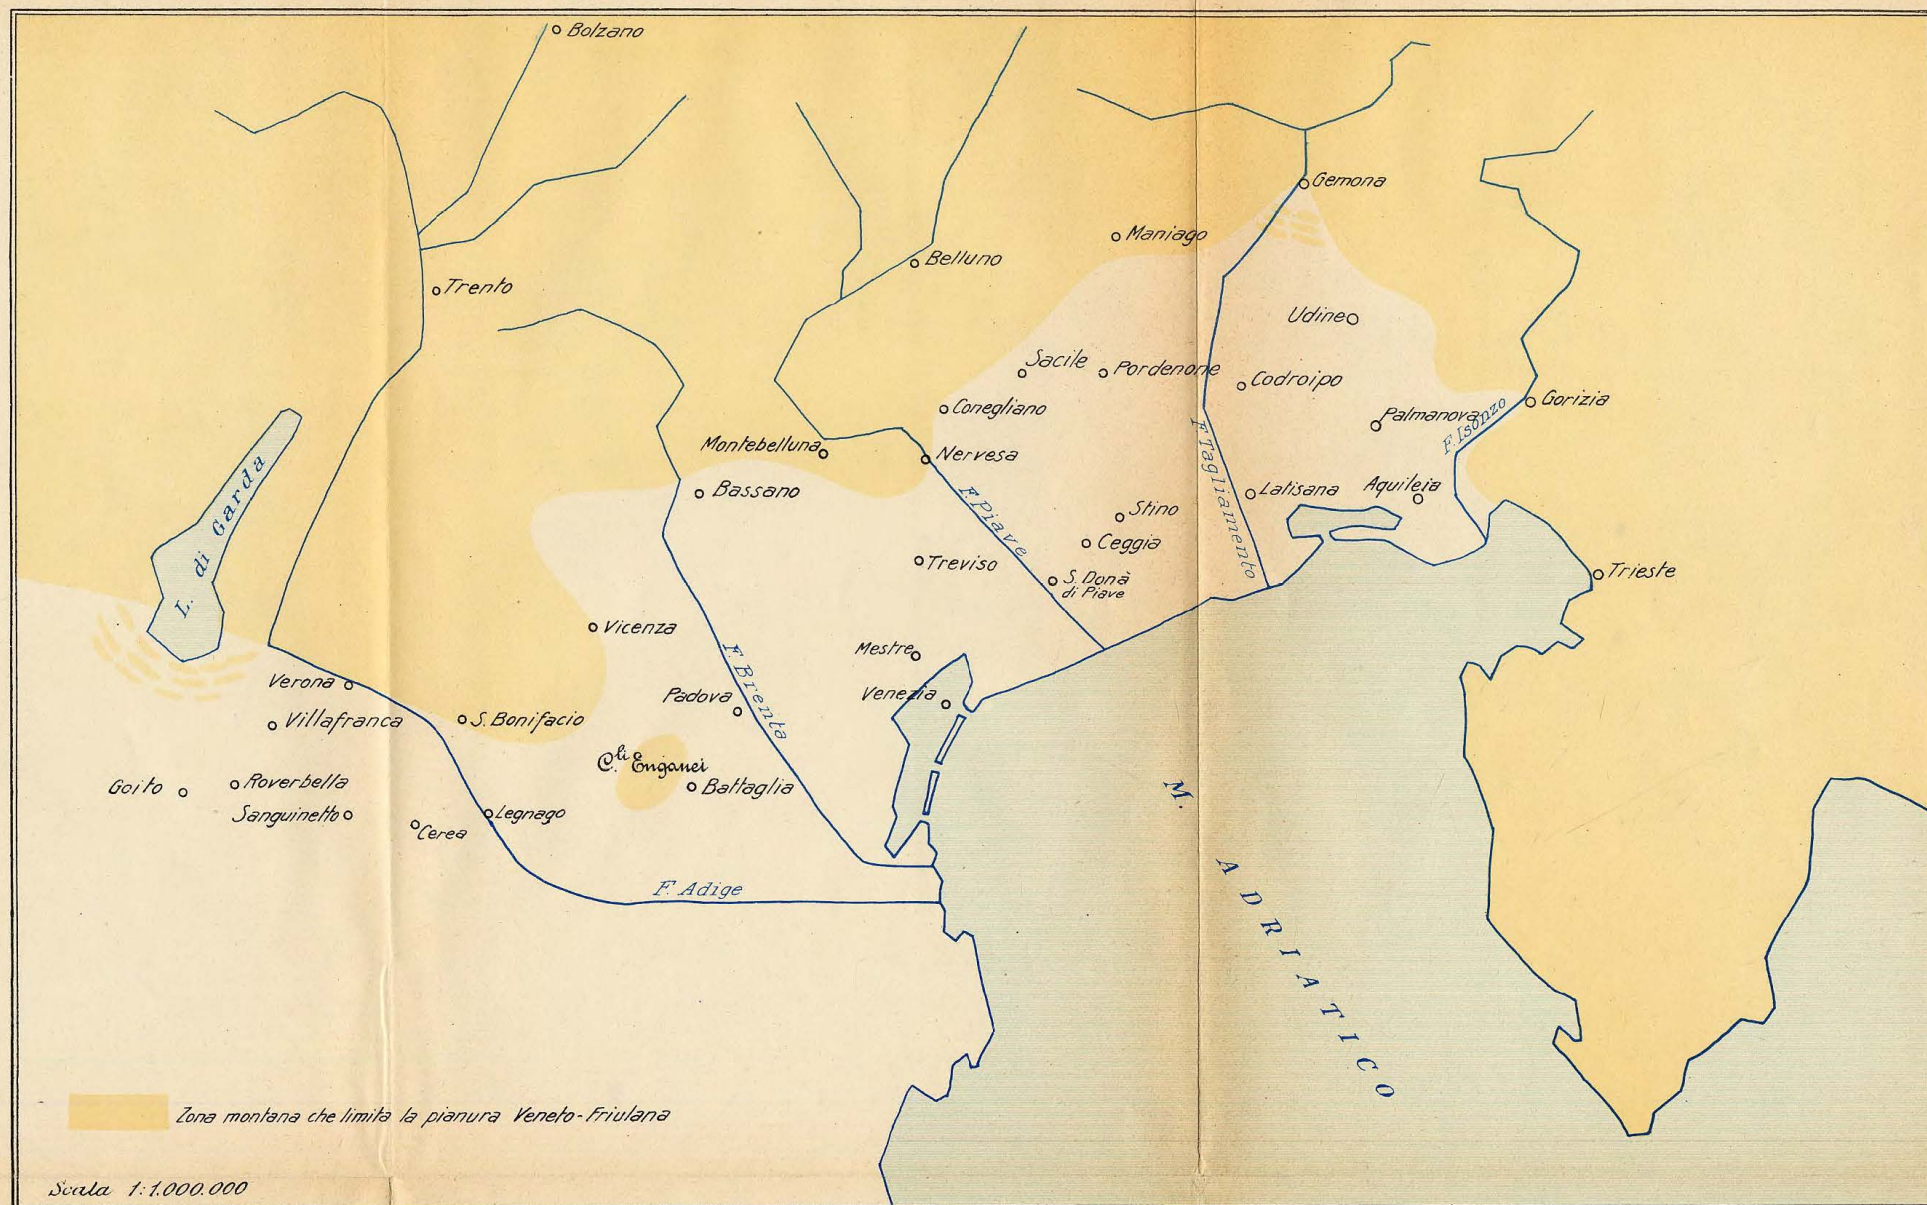 Bolzano
Gemona
Maniago
Belluno
Trento
Udine
Sacile
Pordenone
Codroipo
Conegliano
Gorizia
Palmanova
F. Isonzo
Montebelluna
Nervesa
F. Tagliamento
L. di Garda
Bassano
F. Piave
Latisana
Aquileia
Stino
Ceggia
Treviso
S. Donà
di Piave
Trieste
Vicenza
Mestre
F. Brenta
Verona
Padova
Venezia
Villafranca
S. Bonifacio
C.li Euganei
Goito
Roverbella
Battaglia
Sanguinetto
Cerea
Legnago
F. Adige
M. ADRIATICO
Zona montana che limita la pianura Veneto-Friulana
Scala 1:1.000.000